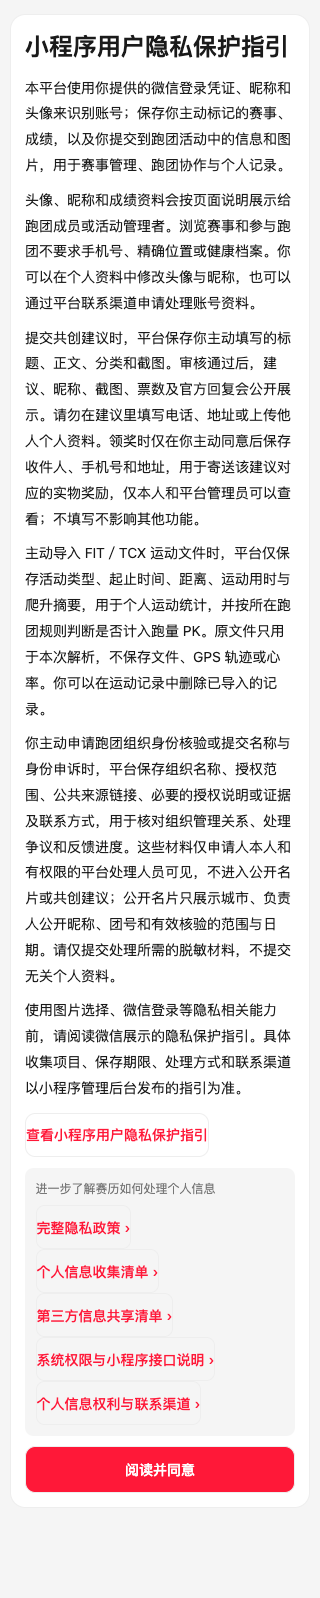 小程序用户隐私保护指引
本平台使用你提供的微信登录凭证、昵称和
头像来识别账号；保存你主动标记的赛事、
成绩，以及你提交到跑团活动中的信息和图
片，用于赛事管理、跑团协作与个人记录。
头像、昵称和成绩资料会按页面说明展示给
跑团成员或活动管理者。浏览赛事和参与跑
团不要求手机号、精确位置或健康档案。你
可以在个人资料中修改头像与昵称，也可以
通过平台联系渠道申请处理账号资料。
提交共创建议时，平台保存你主动填写的标
题、正文、分类和截图。审核通过后，建
议、昵称、截图、票数及官方回复会公开展
示。请勿在建议里填写电话、地址或上传他
人个人资料。领奖时仅在你主动同意后保存
收件人、手机号和地址，用于寄送该建议对
应的实物奖励，仅本人和平台管理员可以查
看；不填写不影响其他功能。
主动导入 FIT / TCX 运动文件时，平台仅保
存活动类型、起止时间、距离、运动用时与
爬升摘要，用于个人运动统计，并按所在跑
团规则判断是否计入跑量 PK。原文件只用
于本次解析，不保存文件、GPS 轨迹或心
率。你可以在运动记录中删除已导入的记
录。
你主动申请跑团组织身份核验或提交名称与
身份申诉时，平台保存组织名称、授权范
围、公共来源链接、必要的授权说明或证据
及联系方式，用于核对组织管理关系、处理
争议和反馈进度。这些材料仅申请人本人和
有权限的平台处理人员可见，不进入公开名
片或共创建议；公开名片只展示城市、负责
人公开昵称、团号和有效核验的范围与日
期。请仅提交处理所需的脱敏材料，不提交
无关个人资料。
使用图片选择、微信登录等隐私相关能力
前，请阅读微信展示的隐私保护指引。具体
收集项目、保存期限、处理方式和联系渠道
以小程序管理后台发布的指引为准。
查看小程序用户隐私保护指引
进一步了解赛历如何处理个人信息
完整隐私政策 ›
个人信息收集清单 ›
第三方信息共享清单 ›
系统权限与小程序接口说明 ›
个人信息权利与联系渠道 ›
阅读并同意